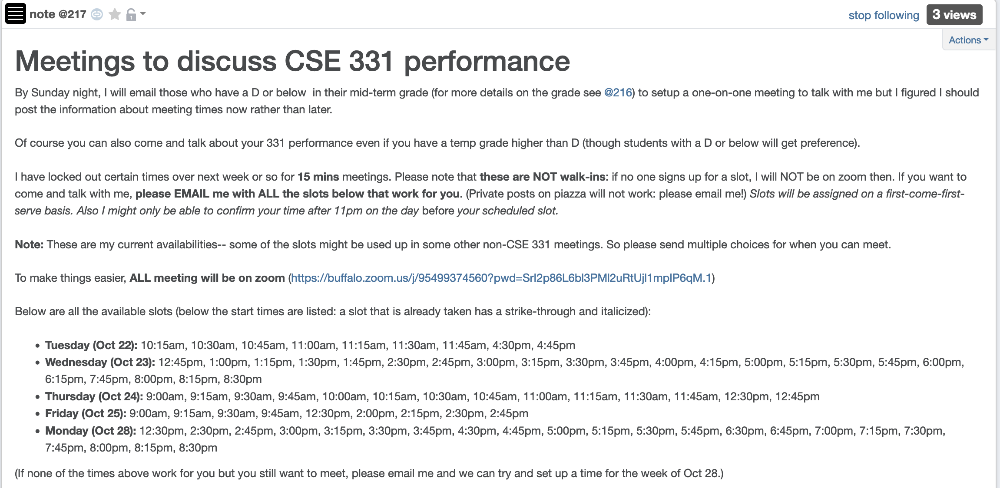 note @217
stop following 3 views
Actions
Meetings to discuss CSE 331 performance
By Sunday night, I will email those who have a D or below  in their mid-term grade (for more details on the grade see @216) to setup a one-on-one meeting to talk with me but I figured I should
post the information about meeting times now rather than later.
Of course you can also come and talk about your 331 performance even if you have a temp grade higher than D (though students with a D or below will get preference).
I have locked out certain times over next week or so for 15 mins meetings. Please note that these are NOT walk-ins: if no one signs up for a slot, I will NOT be on zoom then. If you want to
come and talk with me, please EMAIL me with ALL the slots below that work for you. (Private posts on piazza will not work: please email me!) Slots will be assigned on a first-come-first-
serve basis. Also I might only be able to confirm your time after 11pm on the day before your scheduled slot.
Note: These are my current availabilities-- some of the slots might be used up in some other non-CSE 331 meetings. So please send multiple choices for when you can meet.
To make things easier, ALL meeting will be on zoom (https://buffalo.zoom.us/j/95499374560?pwd=SrI2p86L6bl3PMl2uRtUjI1mpIP6qM.1)
Below are all the available slots (below the start times are listed: a slot that is already taken has a strike-through and italicized):
• Tuesday (Oct 22): 10:15am, 10:30am, 10:45am, 11:00am, 11:15am, 11:30am, 11:45am, 4:30pm, 4:45pm
• Wednesday (Oct 23): 12:45pm, 1:00pm, 1:15pm, 1:30pm, 1:45pm, 2:30pm, 2:45pm, 3:00pm, 3:15pm, 3:30pm, 3:45pm, 4:00pm, 4:15pm, 5:00pm, 5:15pm, 5:30pm, 5:45pm, 6:00pm,
6:15pm, 7:45pm, 8:00pm, 8:15pm, 8:30pm
• Thursday (Oct 24): 9:00am, 9:15am, 9:30am, 9:45am, 10:00am, 10:15am, 10:30am, 10:45am, 11:00am, 11:15am, 11:30am, 11:45am, 12:30pm, 12:45pm
• Friday (Oct 25): 9:00am, 9:15am, 9:30am, 9:45am, 12:30pm, 2:00pm, 2:15pm, 2:30pm, 2:45pm
• Monday (Oct 28): 12:30pm, 2:30pm, 2:45pm, 3:00pm, 3:15pm, 3:30pm, 3:45pm, 4:30pm, 4:45pm, 5:00pm, 5:15pm, 5:30pm, 5:45pm, 6:30pm, 6:45pm, 7:00pm, 7:15pm, 7:30pm,
7:45pm, 8:00pm, 8:15pm, 8:30pm
(If none of the times above work for you but you still want to meet, please email me and we can try and set up a time for the week of Oct 28.)